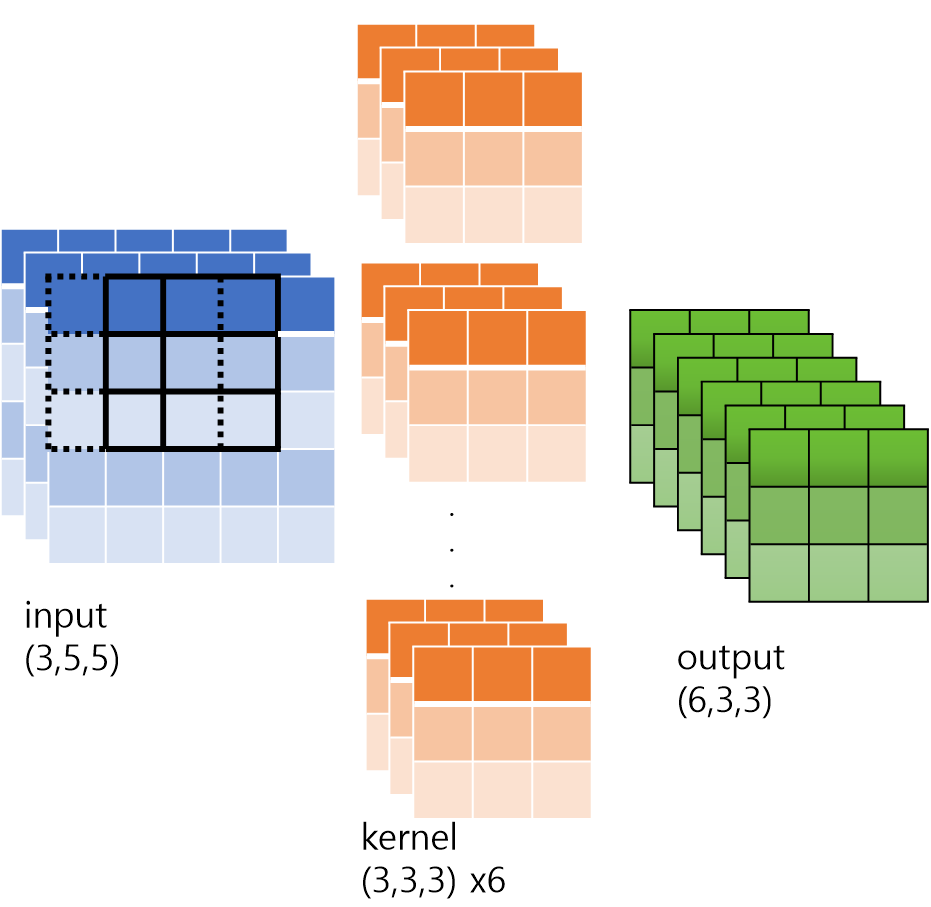 input
(3,5,5)
kernel
(3,3,3) x6
output
(6,3,3)